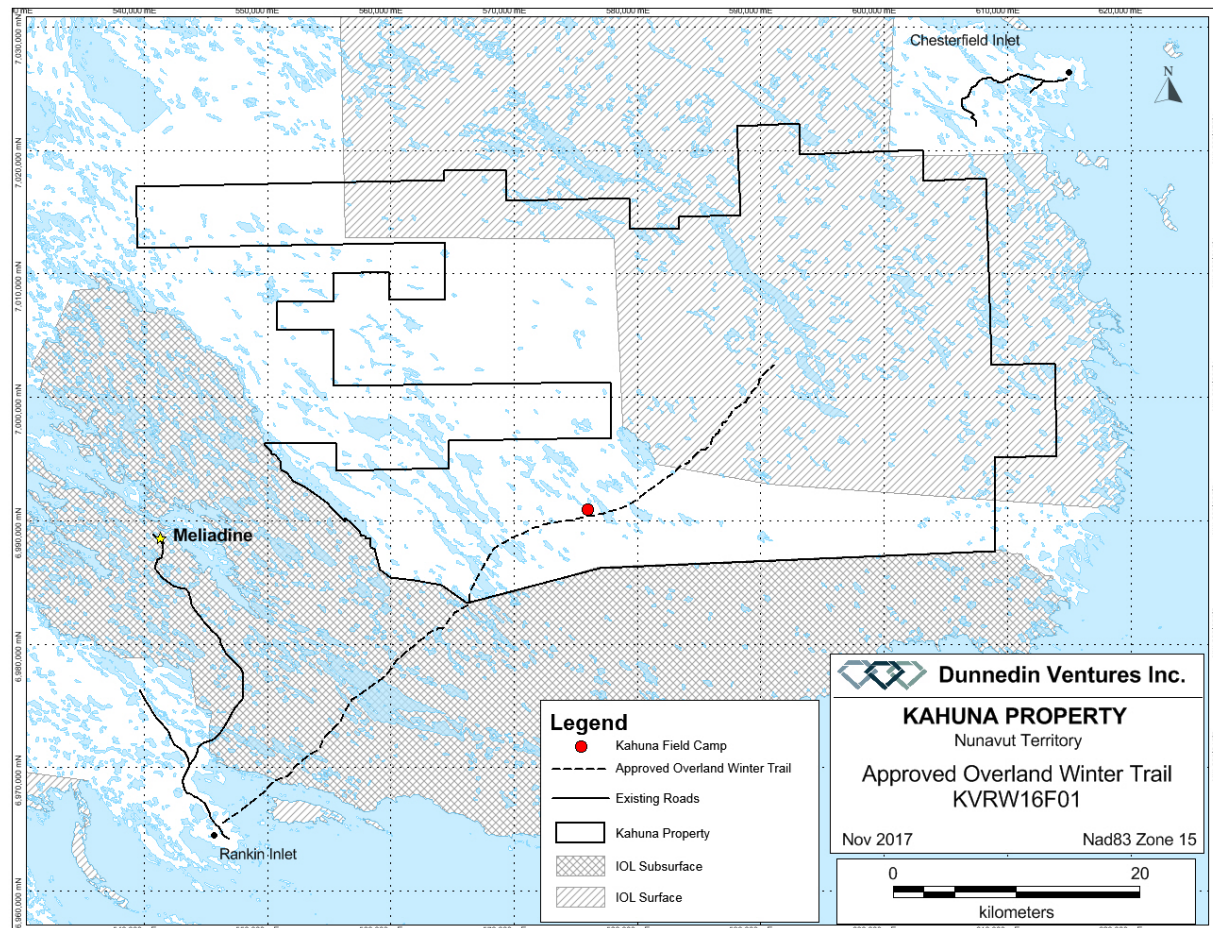 00 mE
540,000 mE
550,000 mE
560,000 mE
570,000 mE
580,000 mE
590,000 mE
600,000 mE
610,000 mE
620,000 mE
7,030,000 mN
7,020,000 mN
7,010,000 mN
7,000,000 mN
6,990,000 mN
6,980,000 mN
6,970,000 mN
6,960,000 mN
Chesterfield Inlet
N
Meliadine
Rankin Inlet
Legend
Kahuna Field Camp
Approved Overland Winter Trail
Existing Roads
Kahuna Property
IOL Subsurface
IOL Surface
Dunnedin Ventures Inc.
KAHUNA PROPERTY
Nunavut Territory
Approved Overland Winter Trail
KVRW16F01
Nov 2017 Nad83 Zone 15
0 20
kilometers